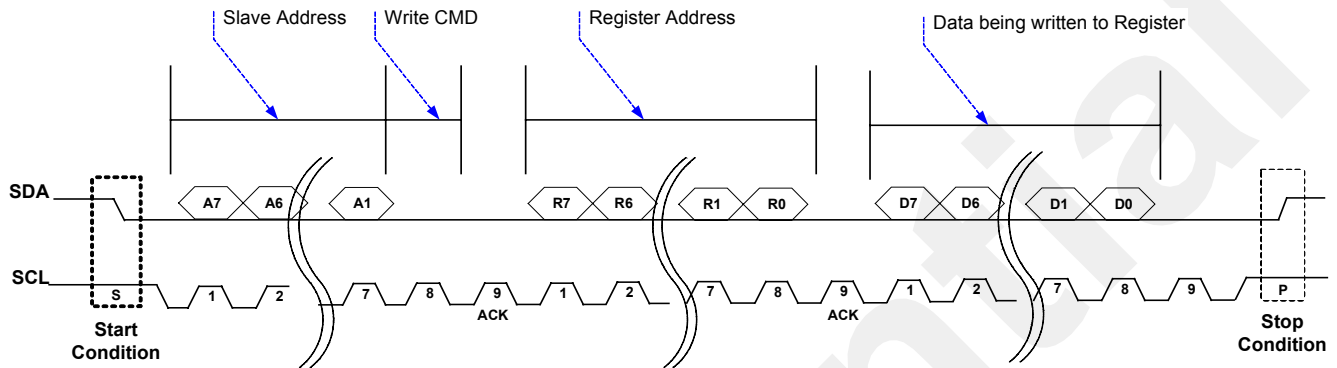 Slave Address Write CMD Register Address Data being written to Register
SDA A7 A6 A1 R7 R6 R1 R0 D7 D6 D1 D0
SCL S 1 2 7 8 9 1 2 7 8 9 1 2 7 8 9 P
ACK ACK
Start Condition
Stop Condition